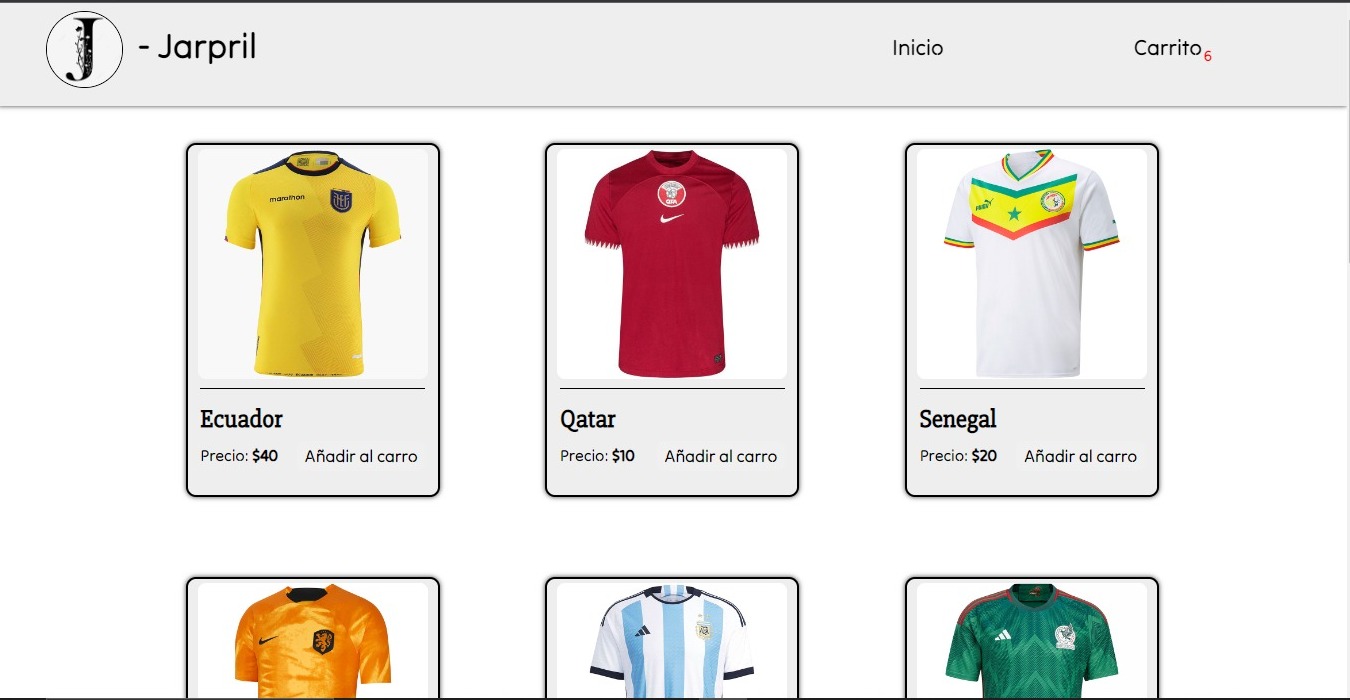 J - Jarpril
Inicio
Carrito 6
marathon
Ecuador
Precio: $40 Añadir al carro
Qatar
Precio: $10 Añadir al carro
PUMA
Senegal
Precio: $20 Añadir al carro